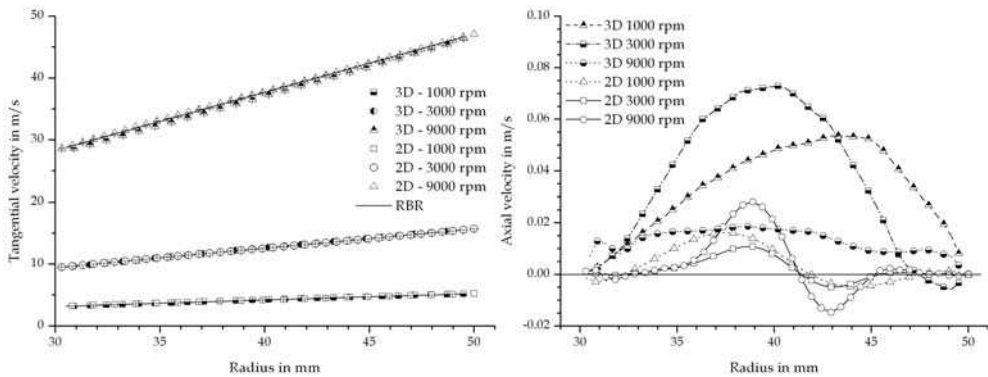 50
40
30
20
10
0
30
35
40
45
50
Tangential velocity in m/s
Radius in mm
3D - 1000 rpm
3D - 3000 rpm
3D - 9000 rpm
2D - 1000 rpm
2D - 3000 rpm
2D - 9000 rpm
RBR
0.10
0.08
0.06
0.04
0.02
0.00
-0.02
30
35
40
45
50
Axial velocity in m/s
Radius in mm
3D 1000 rpm
3D 3000 rpm
3D 9000 rpm
2D 1000 rpm
2D 3000 rpm
2D 9000 rpm